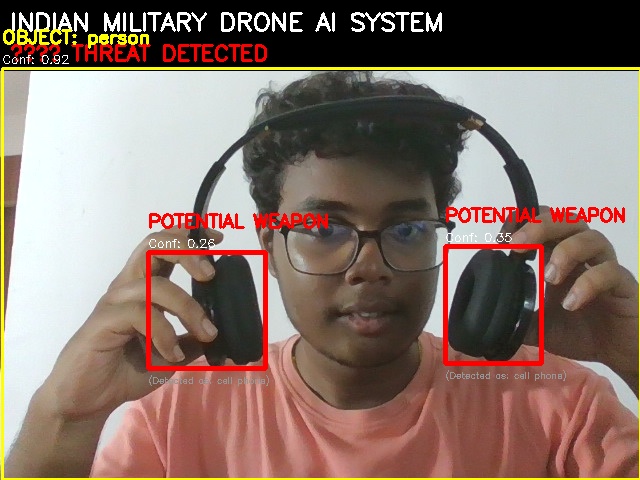 INDIAN MILITARY DRONE AI SYSTEM
OBJECT: person
???? THREAT DETECTED
Conf: 0.92
POTENTIAL WEAPON
Conf: 0.26
(Detected as: cell phone)
POTENTIAL WEAPON
Conf: 0.35
(Detected as: cell phone)